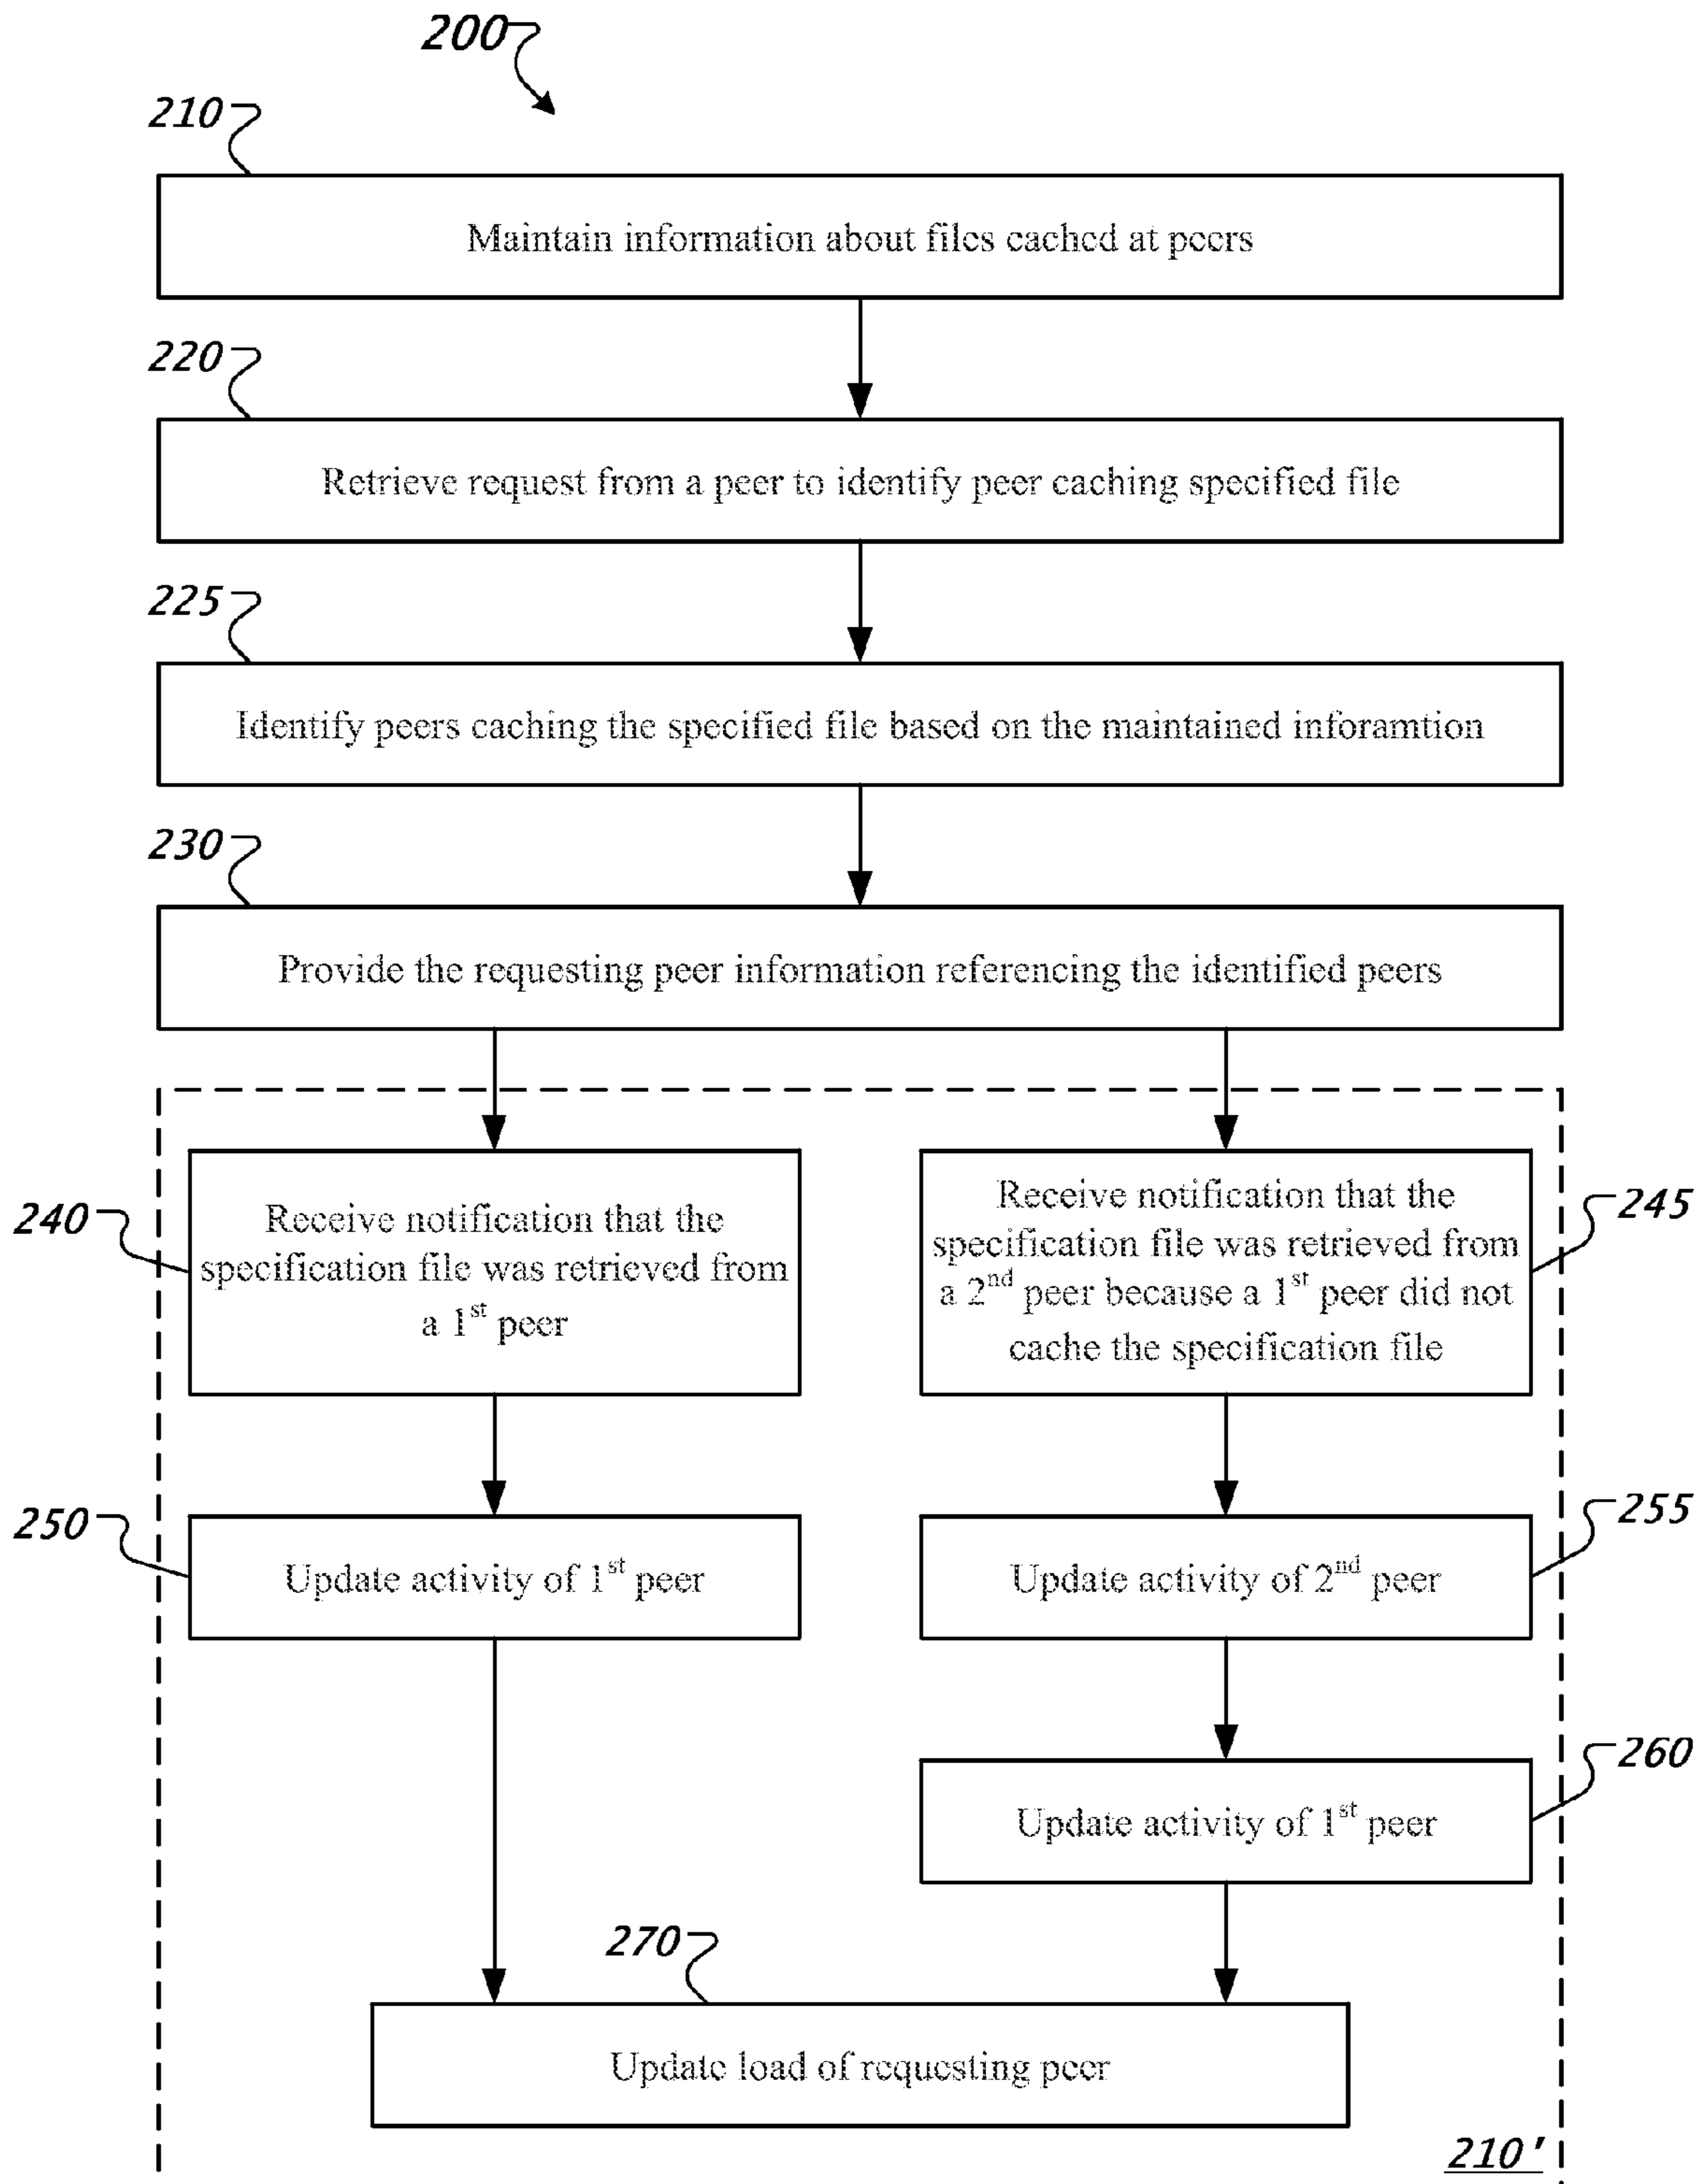 200
210
Maintain information about files cached at peers
220
Retrieve request from a peer to identify peer caching specified file
225
Identify peers caching the specified file based on the maintained inforamtion
230
Provide the requesting peer information referencing the identified peers
240
Receive notification that the
specification file was retrieved from
a 1st peer
245
Receive notification that the
specification file was retrieved from
a 2nd peer because a 1st peer did not
cache the specification file
250
Update activity of 1st peer
255
Update activity of 2nd peer
260
Update activity of 1st peer
270
Update load of requesting peer
210'